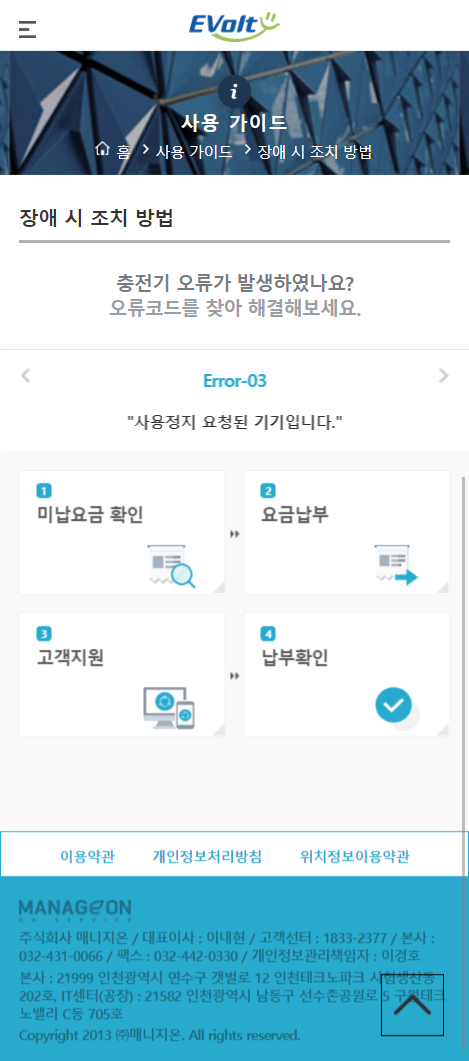 EVolt
i
사용 가이드
홈 > 사용 가이드 > 장애 시 조치 방법
장애 시 조치 방법
충전기 오류가 발생하였나요?
오류코드를 찾아 해결해보세요.
Error-03
"사용정지 요청된 기기입니다."
1 2
미납요금 확인 요금납부
3 4
고객지원 납부확인
이용약관 개인정보처리방침 위치정보이용약관
MANAGEON
EV SERVICE
주식회사 매니지온 / 대표이사 : 이내헌 / 고객선터 : 1833-2377 / 본사 :
032-431-0066 / 팩스 : 032-442-0330 / 개인정보관리책임자 : 이경호
본사 : 21999 인천광역시 연수구 갯벌로 12 인천테크노파크 시험생산동
202호, IT센터(공장) : 21582 인천광역시 남동구 선수촌공원로 5 구월테크
노밸리 C동 705호
Copyright 2013 ㈜매니지온. All rights reserved.